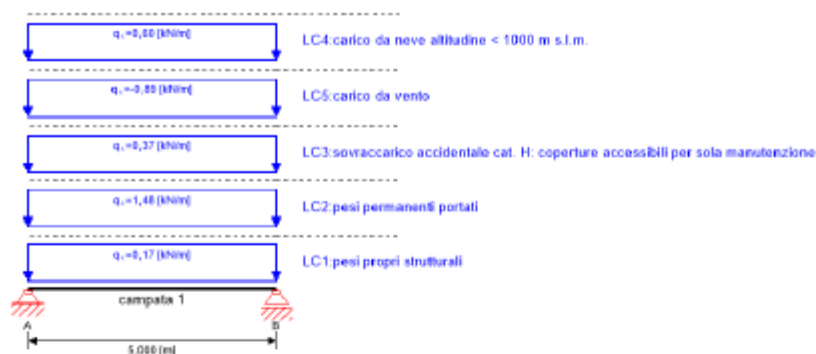 q₁=0,60 [kN/m]
LC4:carico da neve altitudine < 1000 m s.l.m.
q₁=-0,89 [kN/m]
LC5:carico da vento
q₁=0,37 [kN/m]
LC3:sovraccarico accidentale cat. H: coperture accessibili per sola manutenzione
q₁=1,48 [kN/m]
LC2:pesi permanenti portati
q₁=0,17 [kN/m]
LC1:pesi propri strutturali
campata 1
A
B
5,000 [m]